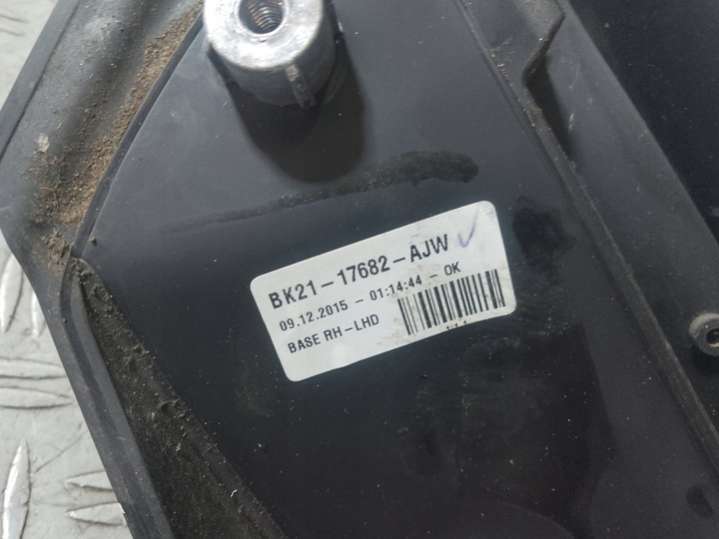 BK21-17682-AJW
09.12.2015 - 01:14:44 - OK
BASE RH-LHD